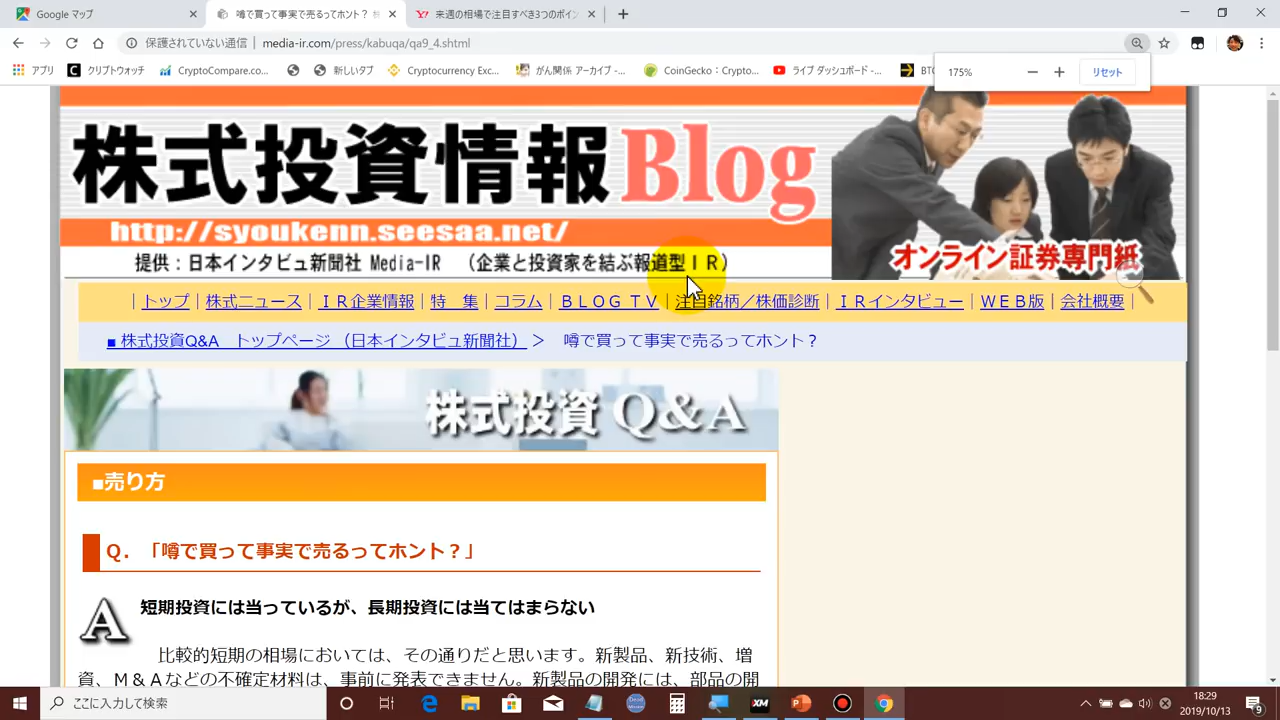 Google マップ
噂で買って事実で売るってホント？
来週の相場で注目すべき3つのポイン
保護されていない通信 | media-ir.com/press/kabuqa/qa9_4.shtml
アプリ クリプトウォッチ CryptoCompare.co... 新しいタブ Cryptocurrency Exc... がん関係 アーカイブ -... CoinGecko：Crypto... ライブ ダッシュボード -... BTC
175% リセット
株式投資情報Blog
http://syoukenn.seesaa.net/
オンライン証券専門紙
提供：日本インタビュ新聞社 Media-IR （企業と投資家を結ぶ報道型ＩＲ）
｜トップ｜株式ニュース｜ＩＲ企業情報｜特　集｜コラム｜ＢＬＯＧ ＴＶ｜注目銘柄／株価診断｜ＩＲインタビュー｜ＷＥＢ版｜会社概要｜
■ 株式投資Q&A　トップページ （日本インタビュ新聞社） ＞　噂で買って事実で売るってホント？
株式投資 Q&A
■売り方
Ｑ．「噂で買って事実で売るってホント？」
A 短期投資には当っているが、長期投資には当てはまらない
比較的短期の相場においては、その通りだと思います。新製品、新技術、増
資、Ｍ＆Ａなどの不確定材料は、事前に発表できません。新製品の開発には、部品の開
ここに入力して検索
XM
18:29
2019/10/13